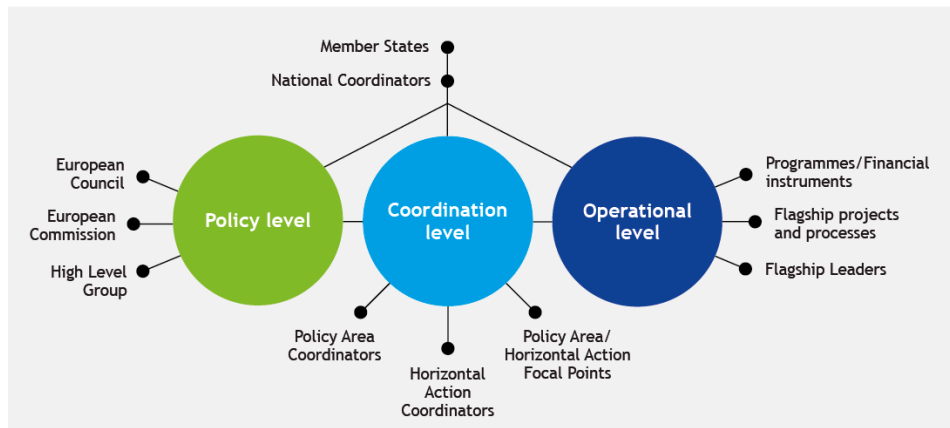 Member States
National Coordinators
European
Council
European
Commission
High Level
Group
Policy level
Coordination
level
Operational
level
Programmes/Financial
instruments
Flagship projects
and processes
Flagship Leaders
Policy Area
Coordinators
Horizontal
Action
Coordinators
Policy Area/
Horizontal Action
Focal Points